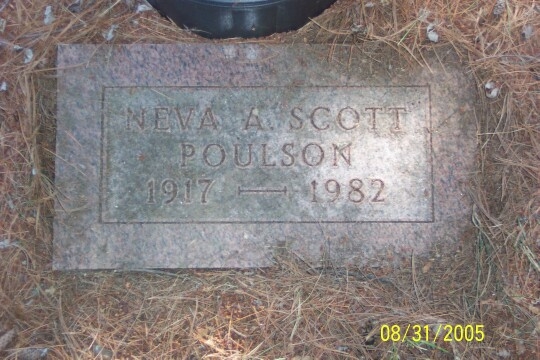 NEVA A. SCOTT
POULSON
1917 — 1982
08/31/2005